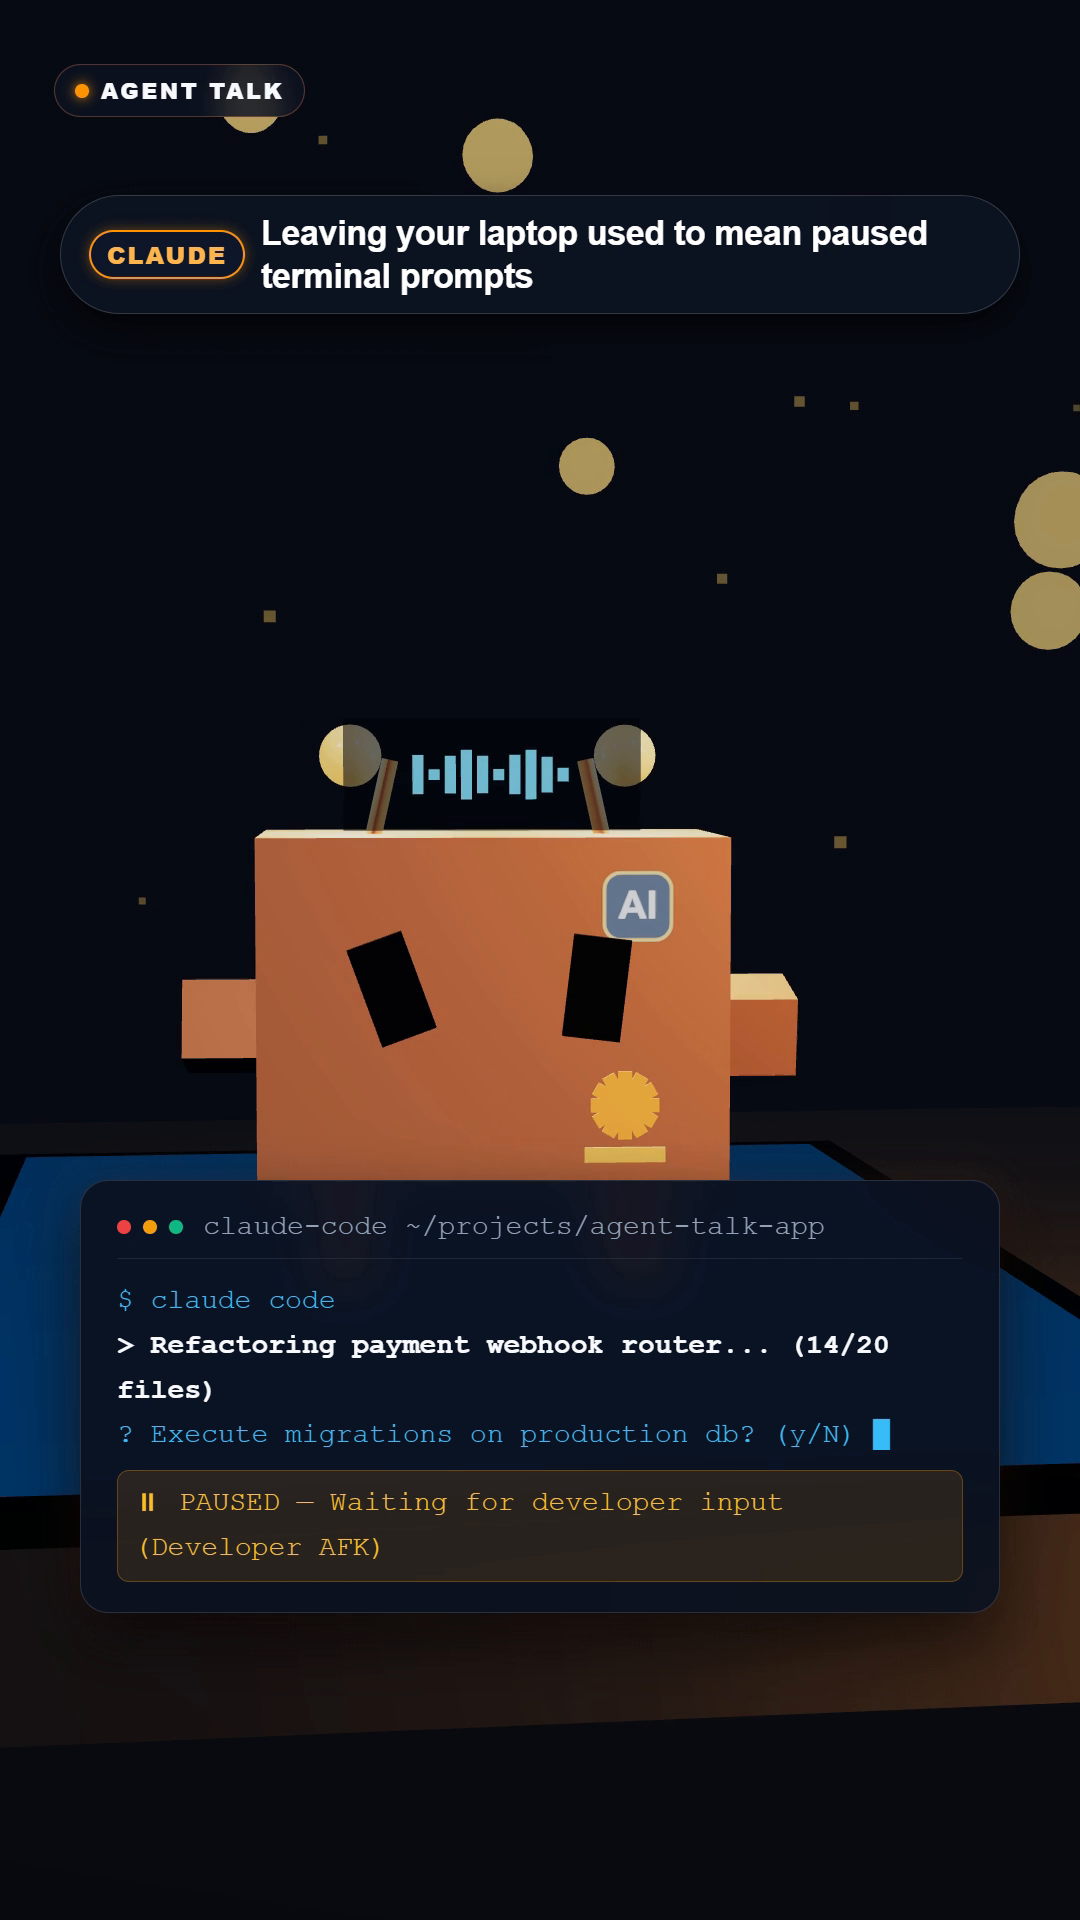 AGENT TALK
CLAUDE
Leaving your laptop used to mean paused
terminal prompts
AI
claude-code ~/projects/agent-talk-app
$ claude code
> Refactoring payment webhook router... (14/20
files)
? Execute migrations on production db? (y/N)
⏸ PAUSED — Waiting for developer input
(Developer AFK)